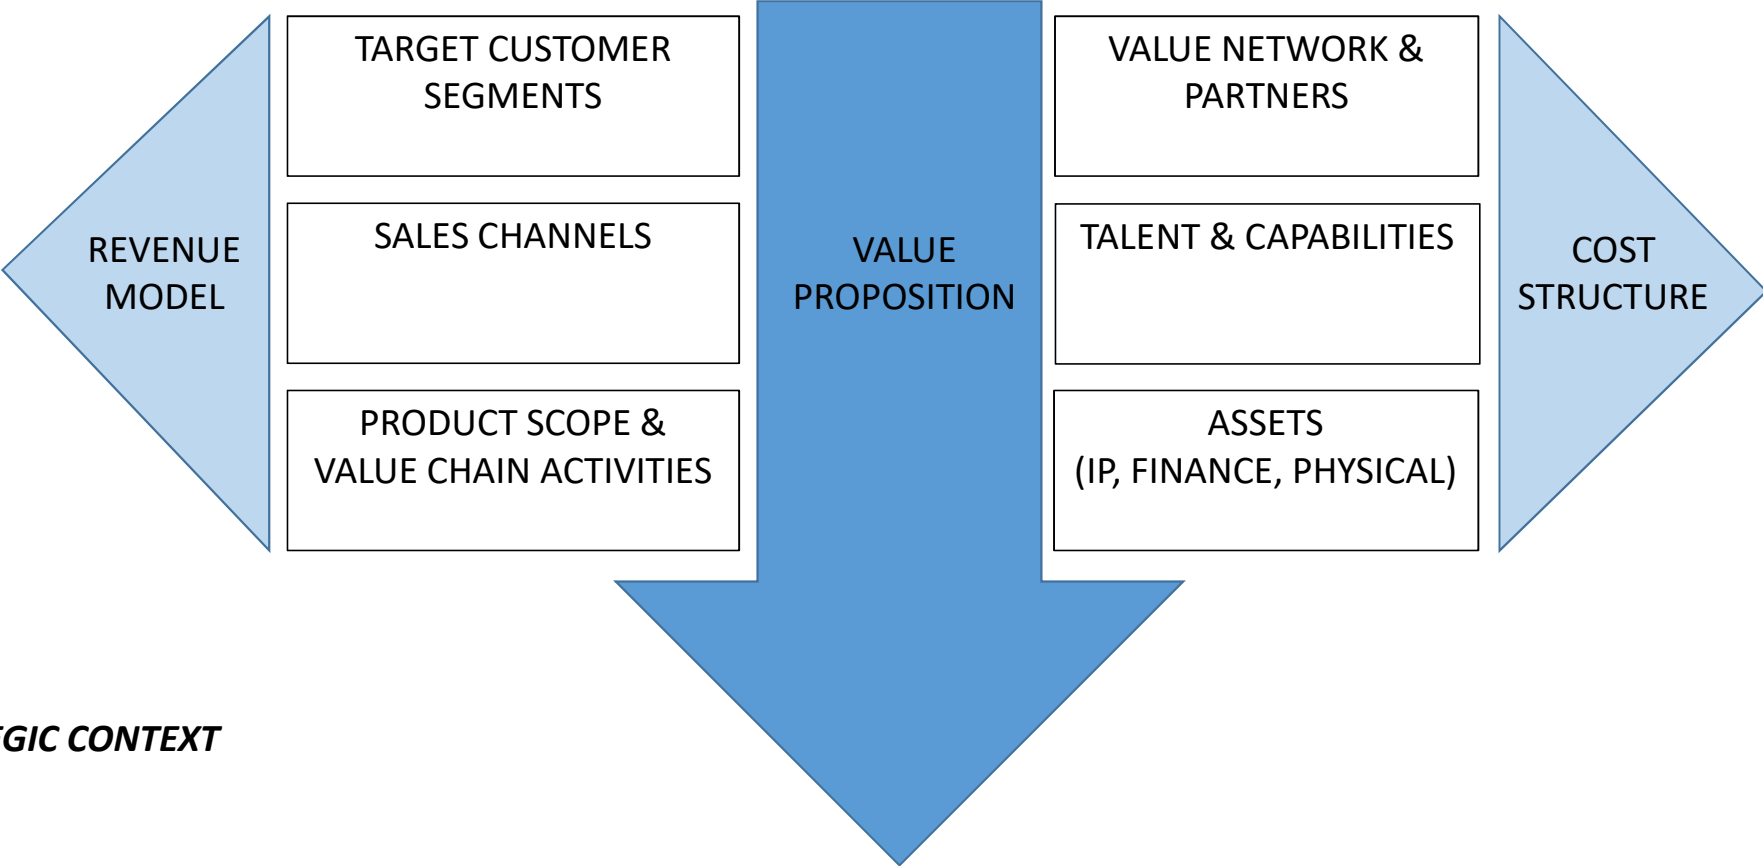 TARGET CUSTOMER
SEGMENTS
VALUE NETWORK &
PARTNERS
REVENUE
MODEL
SALES CHANNELS
VALUE
PROPOSITION
TALENT & CAPABILITIES
COST
STRUCTURE
PRODUCT SCOPE &
VALUE CHAIN ACTIVITIES
ASSETS
(IP, FINANCE, PHYSICAL)
CONTEXT